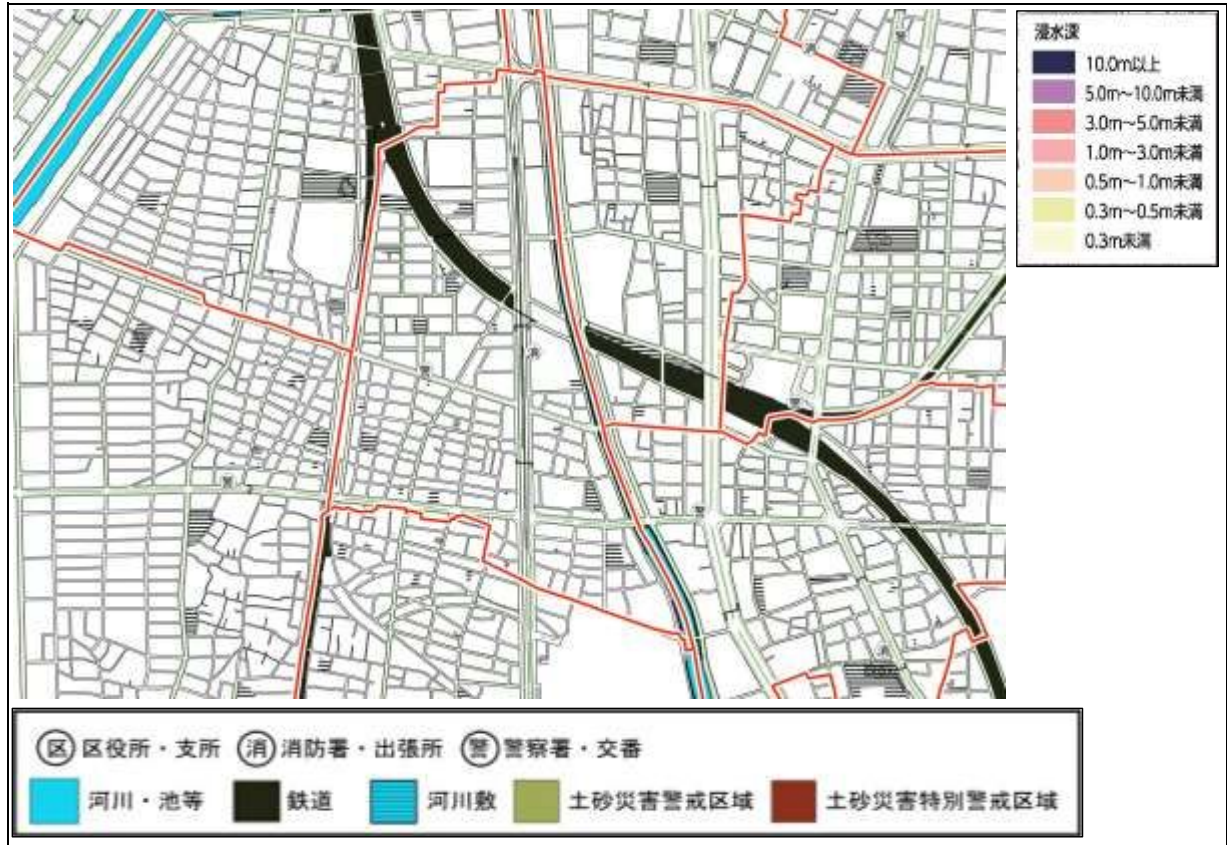 浸水深
10.0m以上
5.0m～10.0m未満
3.0m～5.0m未満
1.0m～3.0m未満
0.5m～1.0m未満
0.3m～0.5m未満
0.3m未満
区 区役所・支所 消 消防署・出張所 警 警察署・交番
河川・池等 鉄道 河川敷 土砂災害警戒区域 土砂災害特別警戒区域